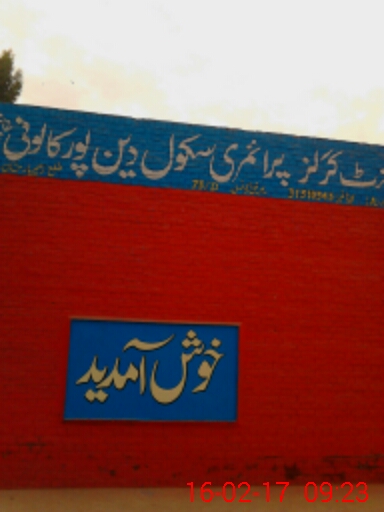 گرلز پرائمری سکول دین پور کالونی
خوش آمدید
16-02-17 09:23